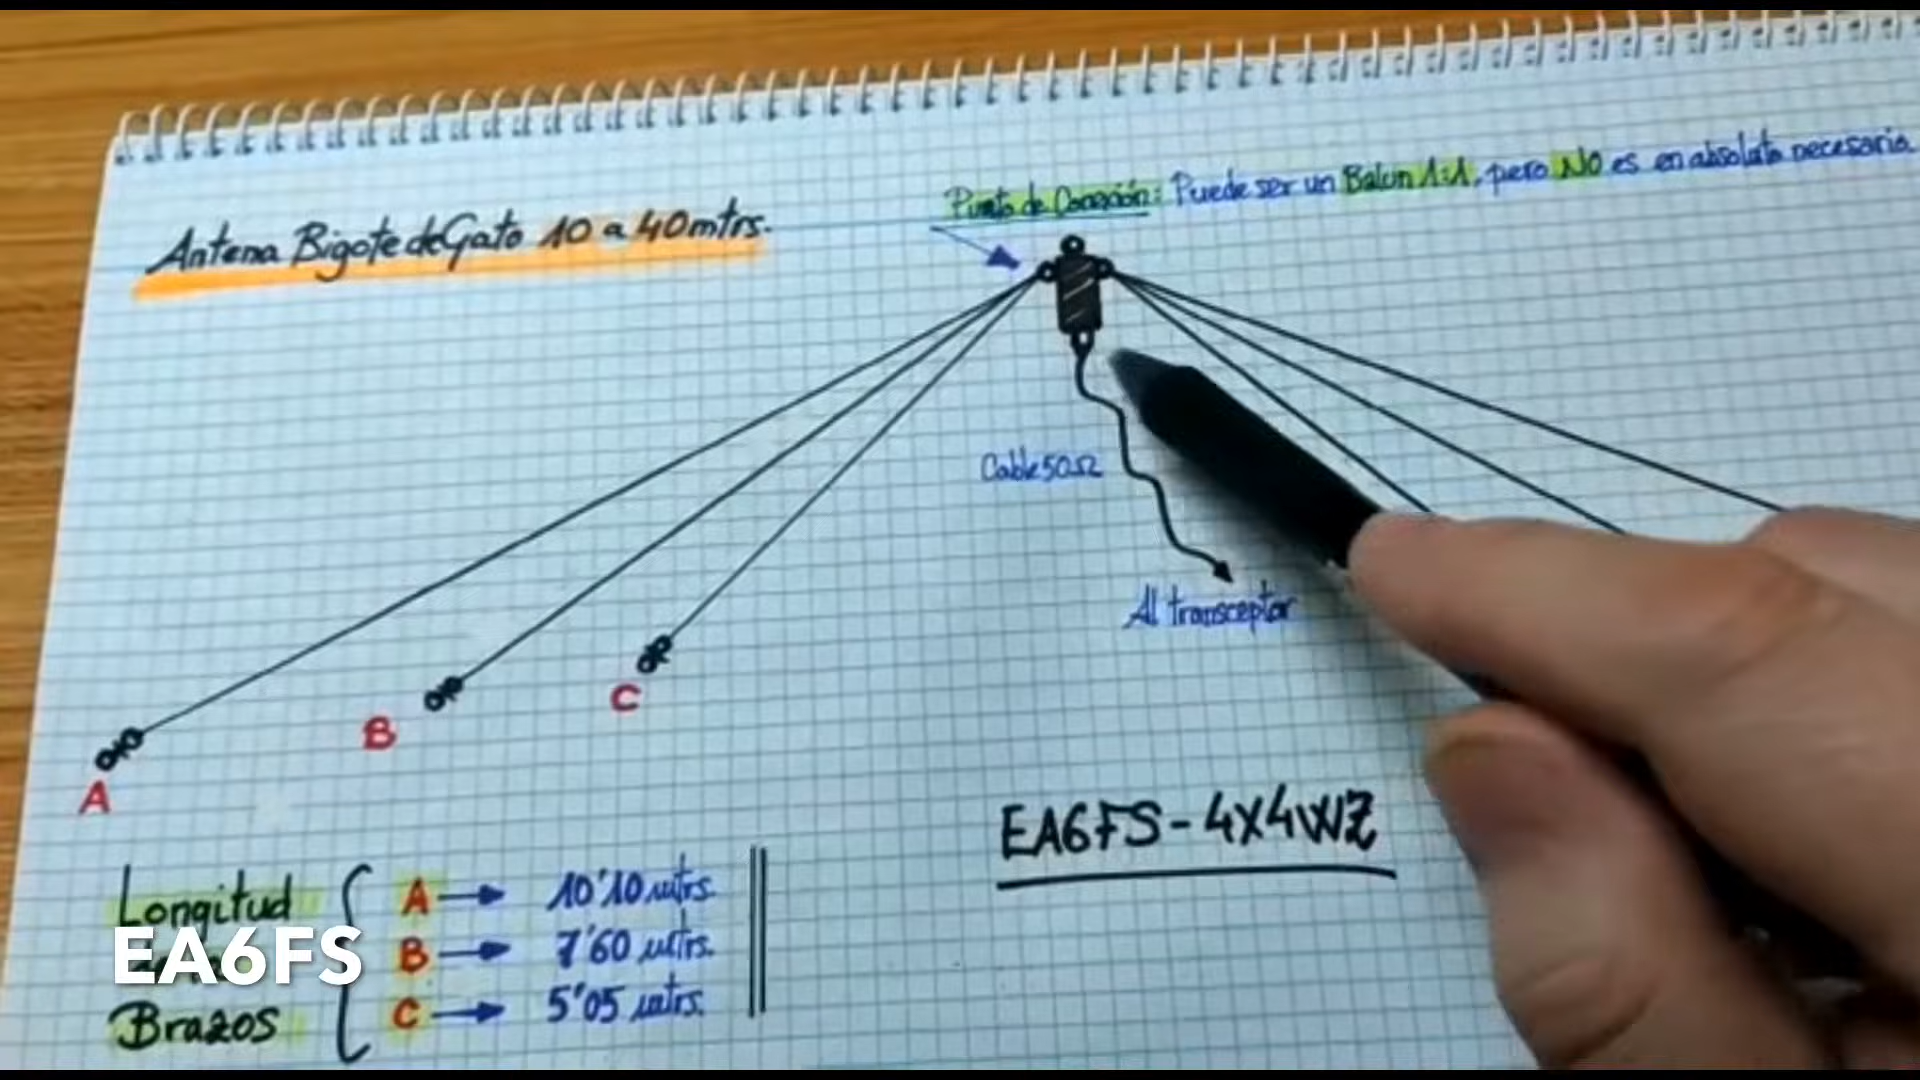 Punto de Conexión: Puede ser un Balun 1:1, pero NO es en absoluto necesario.
Antena Bigote de Gato 10 a 40 mtrs.
Cable 50Ω
Al transceptor
C
B
A
EA6FS-4X4WZ
Longitud
EA6FS
Brazos
A → 10'10 mtrs.
B → 7'60 mtrs.
C → 5'05 mtrs.